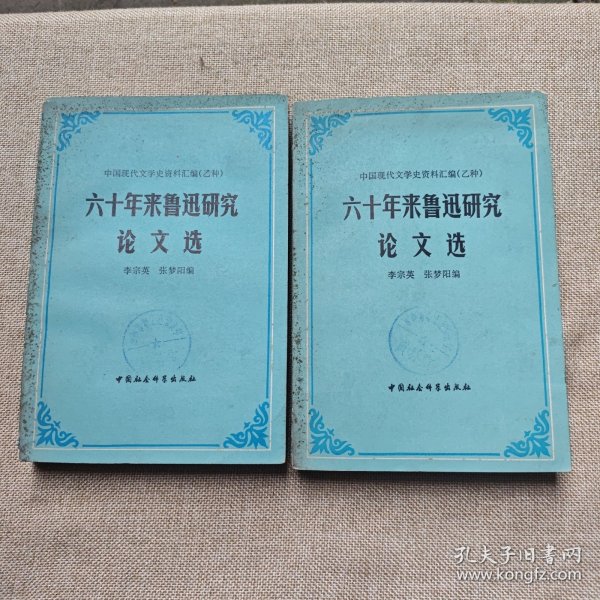 中国现代文学史资料汇编(乙种)
六十年来鲁迅研究
论文选
李宗英 张梦阳编
中国社会科学出版社
中国现代文学史资料汇编(乙种)
六十年来鲁迅研究
论文选
李宗英 张梦阳编
中国社会科学出版社
孔夫子旧书网
www.kongfz.com